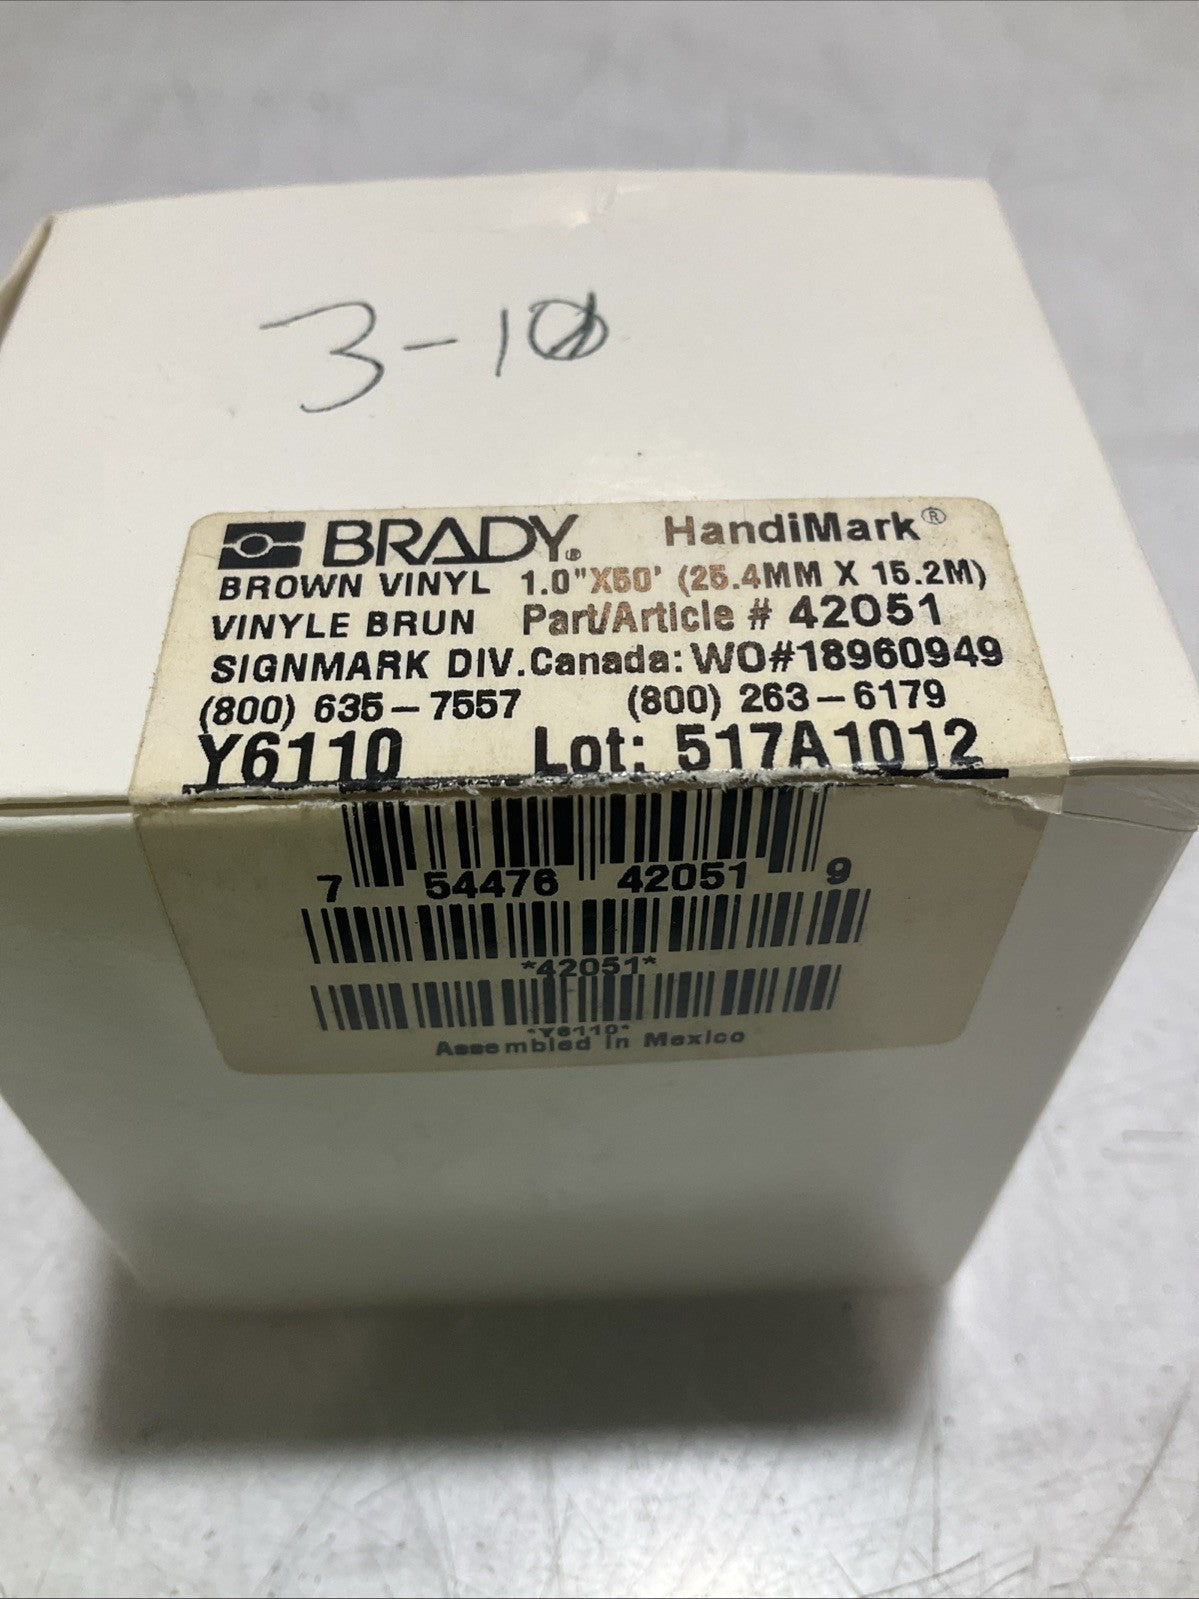 3-10
BRADY® HandiMark®
BROWN VINYL 1.0"X50' (25.4MM X 15.2M)
VINYLE BRUN Part/Article # 42051
SIGNMARK DIV. Canada: WO#18960949
(800) 635-7557 (800) 263-6179
Y6110 Lot: 517A1012
7 54476 42051 9
*42051*
*Y6110*
Assembled in Mexico